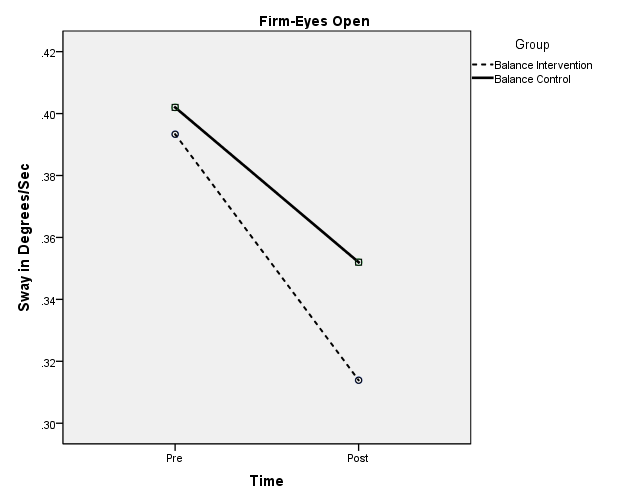 Firm-Eyes Open
Group
Balance Intervention
Balance Control
Sway in Degrees/Sec
.42
.40
.38
.36
.34
.32
.30
Pre
Post
Time